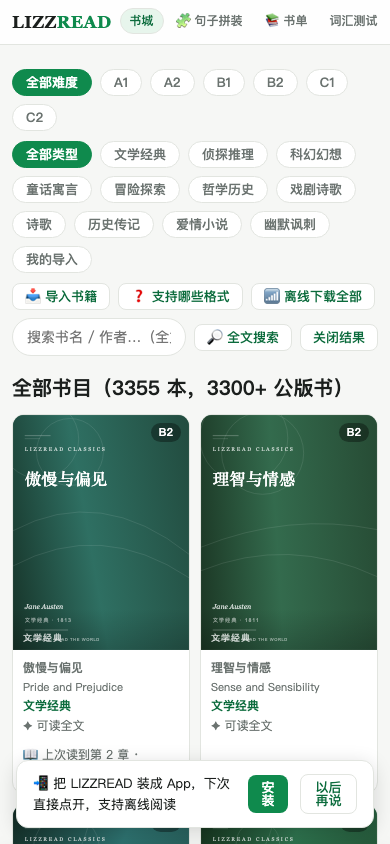 LIZZREAD 书城 🧩 句子拼装 📚 书单 词汇测试
全部难度 A1 A2 B1 B2 C1
C2
全部类型 文学经典 侦探推理 科幻幻想
童话寓言 冒险探索 哲学历史 戏剧诗歌
诗歌 历史传记 爱情小说 幽默讽刺
我的导入
📥 导入书籍 ❓ 支持哪些格式 📶 离线下载全部
搜索书名 / 作者…（全 🔎 全文搜索 关闭结果
全部书目（3355 本，3300+ 公版书）
B2
LIZZREAD CLASSICS
傲慢与偏见
Jane Austen
文学经典 · 1813
文学经典
THE WORLD
傲慢与偏见
Pride and Prejudice
文学经典
✦ 可读全文
📖 上次读到第 2 章 ·
B2
LIZZREAD CLASSICS
理智与情感
Jane Austen
文学经典 · 1811
文学经典
THE WORLD
理智与情感
Sense and Sensibility
文学经典
✦ 可读全文
📲 把 LIZZREAD 装成 App，下次
直接点开，支持离线阅读
安装
以后再说
LIZZREAD CLASSICS
LIZZREAD CLASSICS